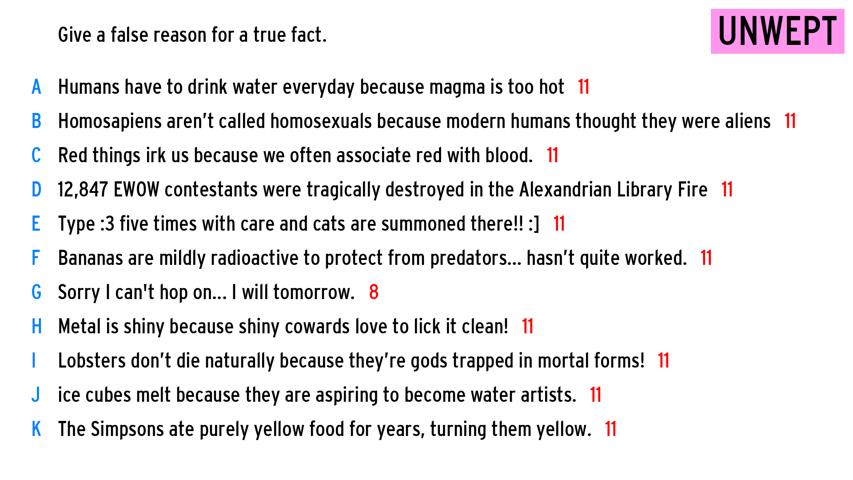 Give a false reason for a true fact.
UNWEPT
A Humans have to drink water everyday because magma is too hot 11
B Homosapiens aren't called homosexuals because modern humans thought they were aliens 11
C Red things irk us because we often associate red with blood. 11
D 12,847 EWOW contestants were tragically destroyed in the Alexandrian Library Fire 11
E Type :3 five times with care and cats are summoned there!! :] 11
F Bananas are mildly radioactive to protect from predators... hasn't quite worked. 11
G Sorry I can't hop on... I will tomorrow. 8
H Metal is shiny because shiny cowards love to lick it clean! 11
I Lobsters don't die naturally because they're gods trapped in mortal forms! 11
J ice cubes melt because they are aspiring to become water artists. 11
K The Simpsons ate purely yellow food for years, turning them yellow. 11